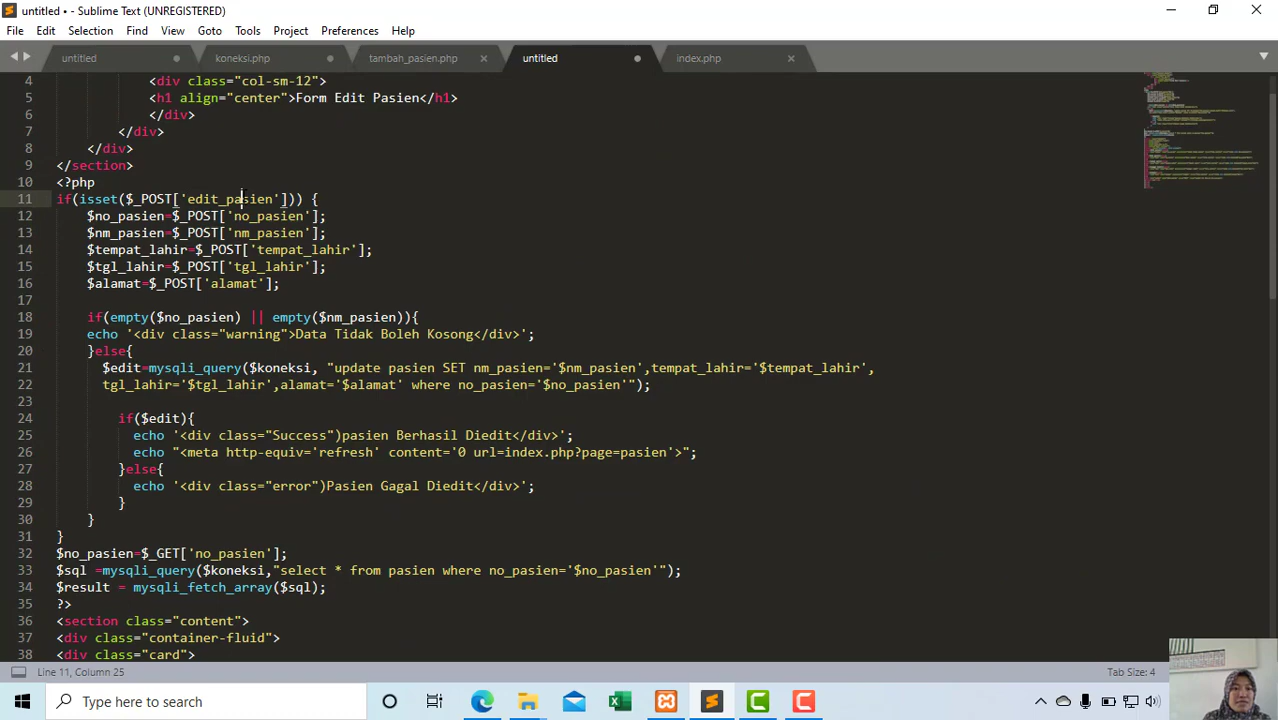 untitled • - Sublime Text (UNREGISTERED)
File Edit Selection Find View Goto Tools Project Preferences Help
untitled koneksi.php tambah_pasien.php untitled index.php
4 <div class="col-sm-12">
5 <h1 align="center">Form Edit Pasien</h1>
6 </div>
7 </div>
8 </div>
9 </section>
10 <?php
11 if(isset($_POST['edit_pasien'])) {
12 $no_pasien=$_POST['no_pasien'];
13 $nm_pasien=$_POST['nm_pasien'];
14 $tempat_lahir=$_POST['tempat_lahir'];
15 $tgl_lahir=$_POST['tgl_lahir'];
16 $alamat=$_POST['alamat'];
17
18 if(empty($no_pasien) || empty($nm_pasien)){
19 echo '<div class="warning">Data Tidak Boleh Kosong</div>';
20 }else{
21 $edit=mysqli_query($koneksi, "update pasien SET nm_pasien='$nm_pasien',tempat_lahir='$tempat_lahir',
22 tgl_lahir='$tgl_lahir',alamat='$alamat' where no_pasien='$no_pasien'");
23
24 if($edit){
25 echo '<div class="Success")pasien Berhasil Diedit</div>';
26 echo "<meta http-equiv='refresh' content='0 url=index.php?page=pasien'>";
27 }else{
28 echo '<div class="error")Pasien Gagal Diedit</div>';
29 }
30 }
31 }
32 $no_pasien=$_GET['no_pasien'];
33 $sql =mysqli_query($koneksi,"select * from pasien where no_pasien='$no_pasien'");
34 $result = mysqli_fetch_array($sql);
35 ?>
36 <section class="content">
37 <div class="container-fluid">
38 <div class="card">
Line 11, Column 25 Tab Size: 4
Type here to search